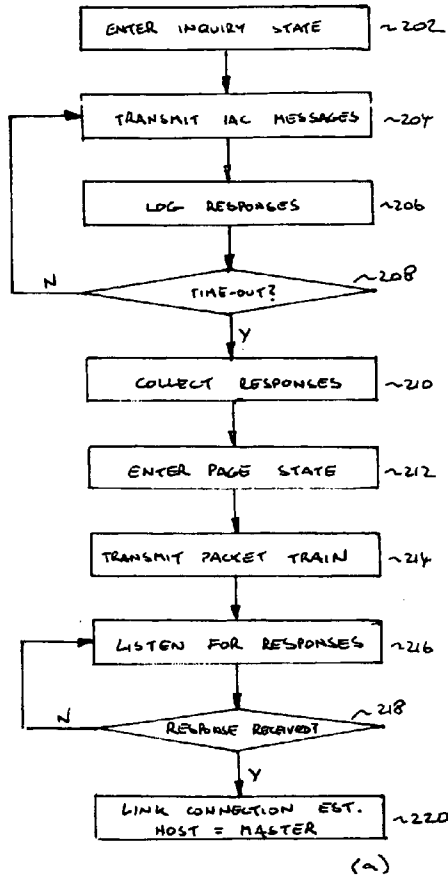 ENTER INQUIRY STATE ~202
TRANSMIT IAC MESSAGES ~204
LOG RESPONSES ~206
~208
N
TIME-OUT?
Y
COLLECT RESPONSES ~210
ENTER PAGE STATE ~212
TRANSMIT PACKET TRAIN ~214
LISTEN FOR RESPONSES ~216
~218
N
RESPONSE RECEIVED?
Y
LINK CONNECTION EST.
HOST = MASTER ~220
(a)